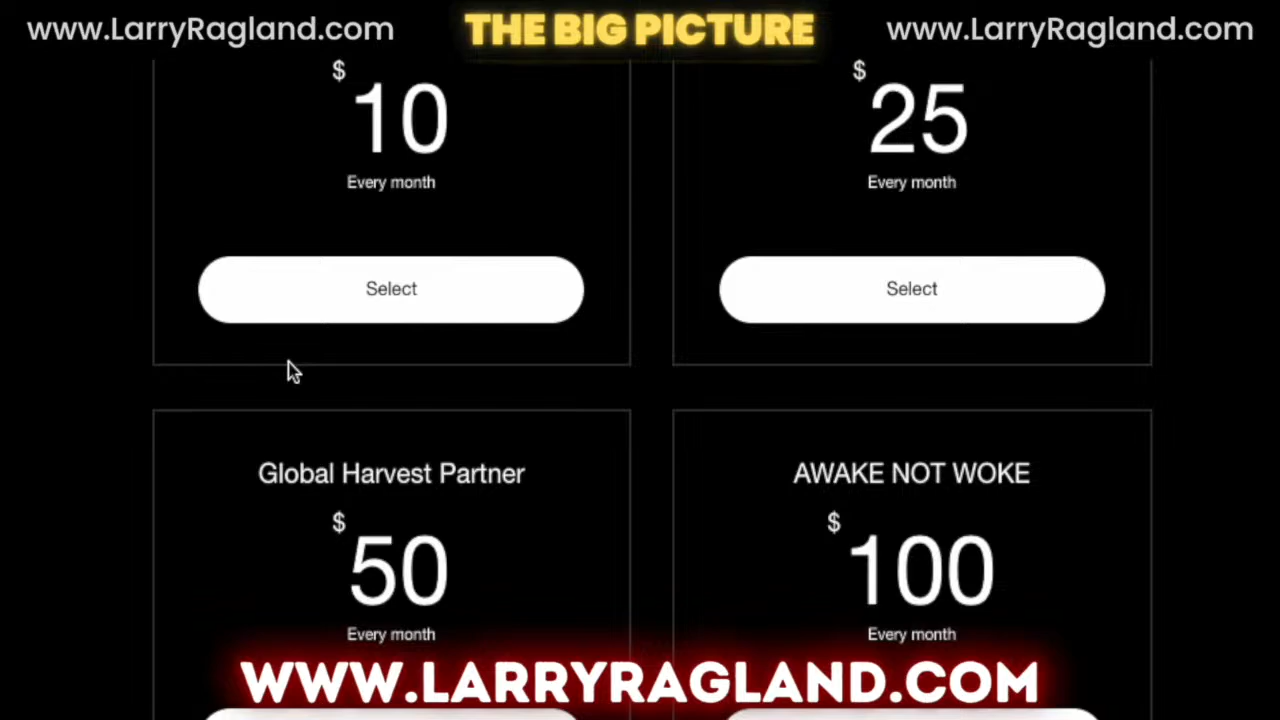 www.LarryRagland.com
THE BIG PICTURE
www.LarryRagland.com
$
10
Every month
Select
$
25
Every month
Select
Global Harvest Partner
$
50
Every month
AWAKE NOT WOKE
$
100
Every month
WWW.LARRYRAGLAND.COM